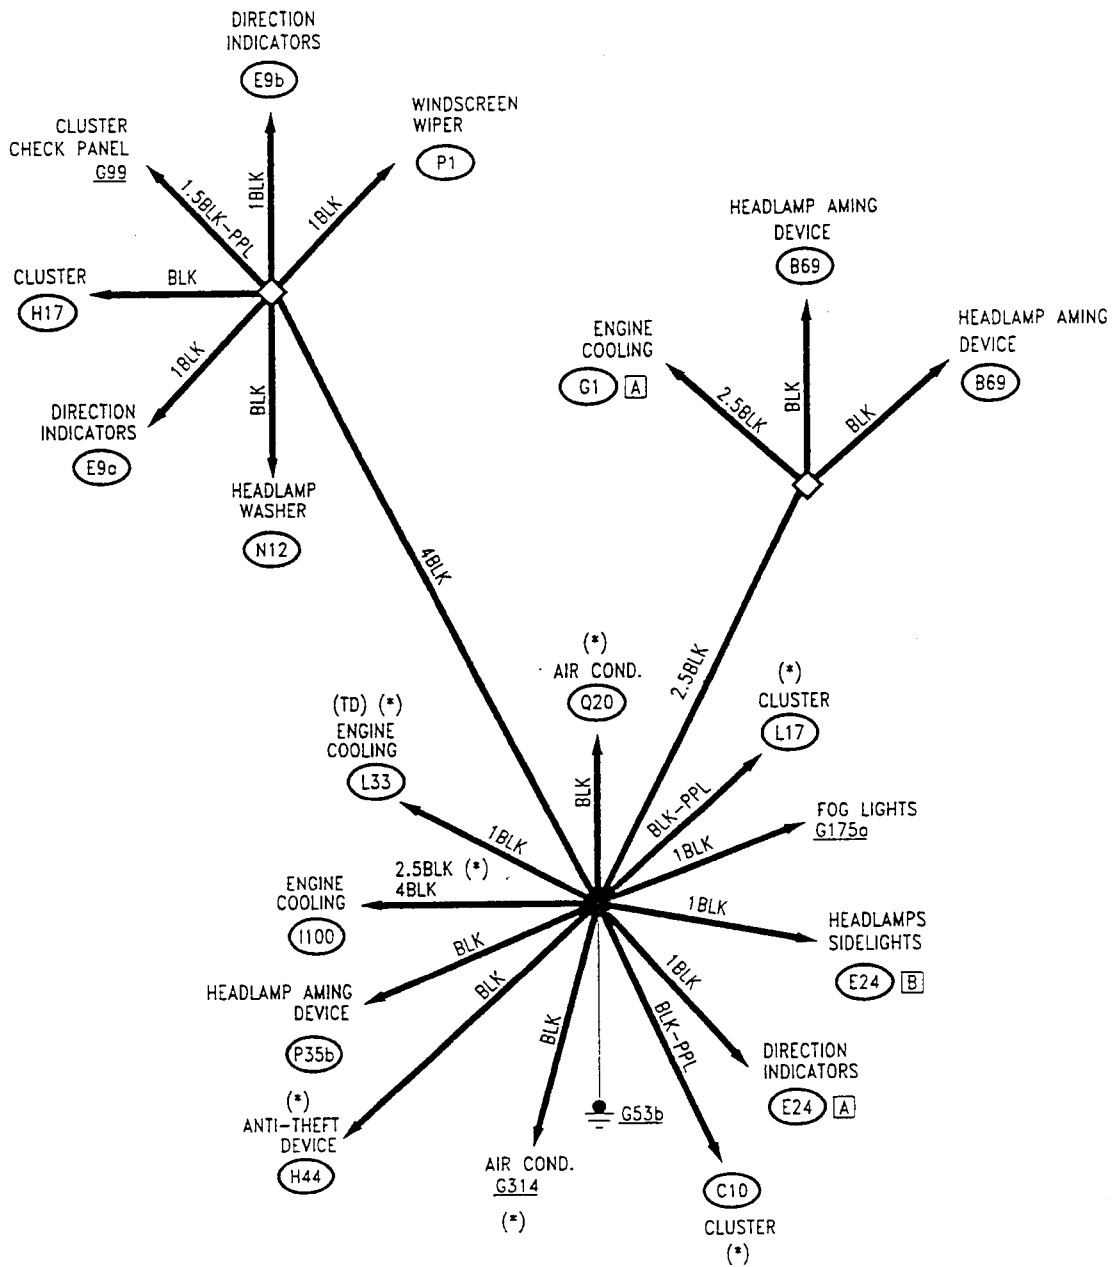 DIRECTION
INDICATORS
E9b
WINDSCREEN
WIPER
P1
CLUSTER
CHECK PANEL
G99
1.5BLK-PPL
1BLK
1BLK
CLUSTER
H17
BLK
1BLK
BLK
DIRECTION
INDICATORS
E9a
HEADLAMP
WASHER
N12
4BLK
HEADLAMP AMING
DEVICE
B69
ENGINE
COOLING
G1 A
HEADLAMP AMING
DEVICE
B69
2.5BLK
BLK
BLK
2.5BLK
(*)
AIR COND.
Q20
BLK
(*)
CLUSTER
L17
BLK-PPL
(TD) (*)
ENGINE
COOLING
L33
1BLK
FOG LIGHTS
G175a
1BLK
2.5BLK (*)
4BLK
ENGINE
COOLING
I100
1BLK
HEADLAMPS
SIDELIGHTS
E24 B
BLK
HEADLAMP AMING
DEVICE
P35b
BLK
(*)
ANTI-THEFT
DEVICE
H44
BLK
AIR COND.
G314
(*)
G53b
BLK-PPL
C10
CLUSTER
(*)
1BLK
DIRECTION
INDICATORS
E24 A